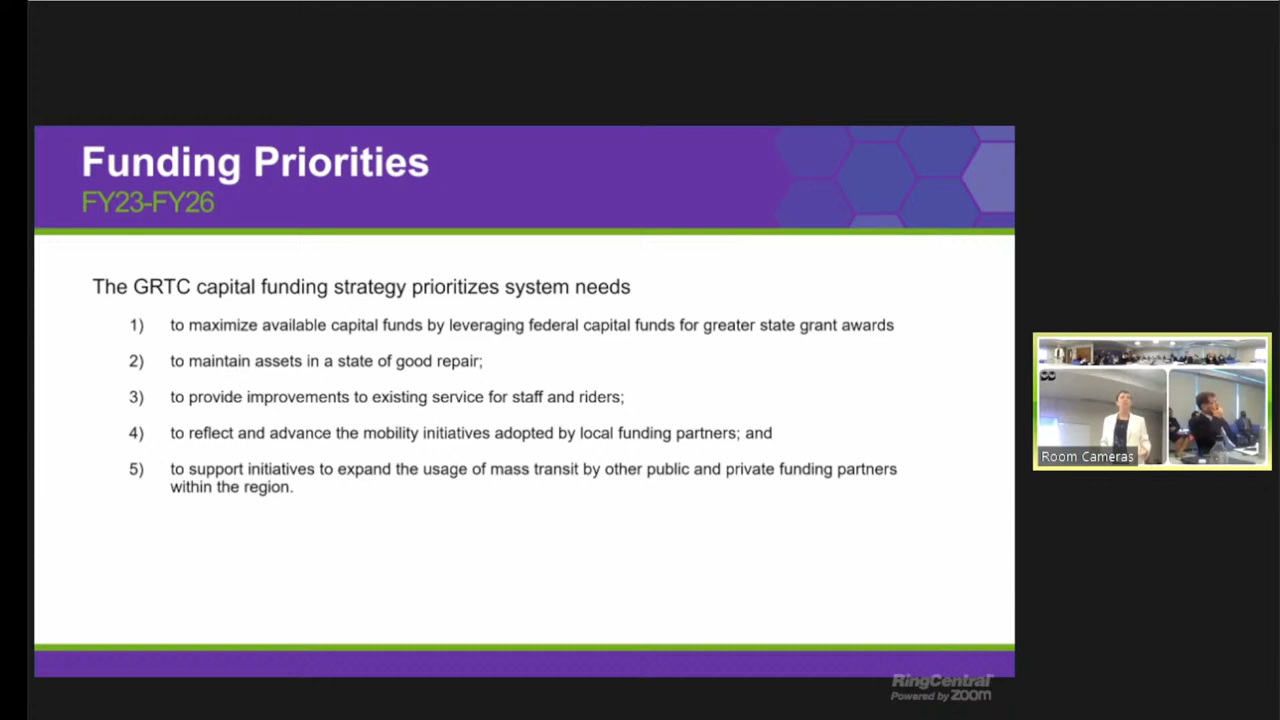 Funding Priorities
FY23-FY26
The GRTC capital funding strategy prioritizes system needs
1) to maximize available capital funds by leveraging federal capital funds for greater state grant awards
2) to maintain assets in a state of good repair;
3) to provide improvements to existing service for staff and riders;
4) to reflect and advance the mobility initiatives adopted by local funding partners; and
5) to support initiatives to expand the usage of mass transit by other public and private funding partners
within the region.
Room Cameras
RingCentral
Powered by zoom